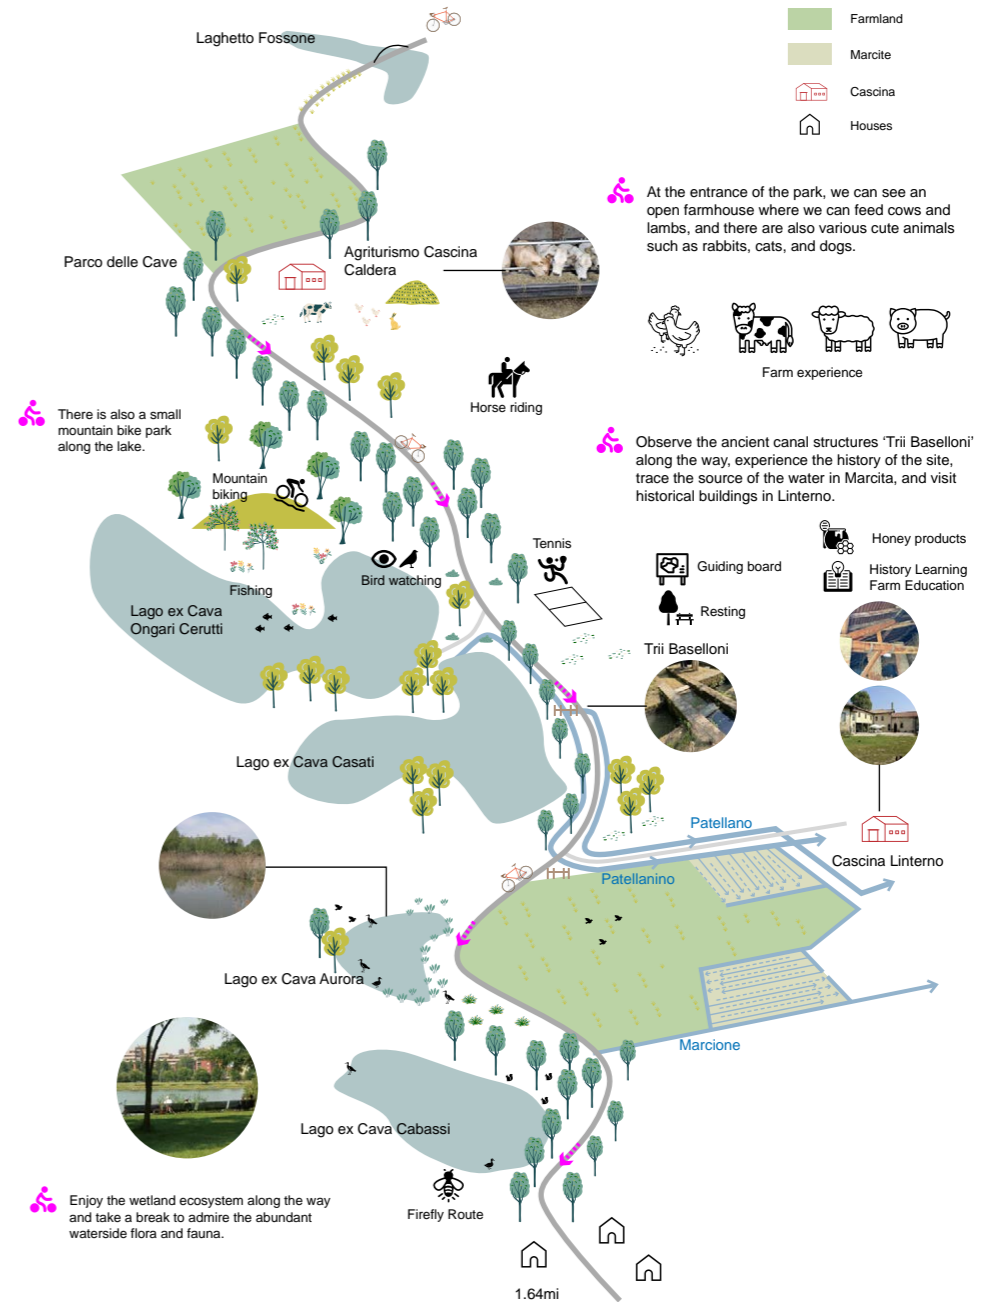 Laghetto Fossone
Farmland
Marcite
Cascina
Houses
At the entrance of the park, we can see an
open farmhouse where we can feed cows and
lambs, and there are also various cute animals
such as rabbits, cats, and dogs.
Parco delle Cave
Agriturismo Cascina
Caldera
Farm experience
Horse riding
There is also a small
mountain bike park
along the lake.
Observe the ancient canal structures ‘Trii Baselloni’
along the way, experience the history of the site,
trace the source of the water in Marcita, and visit
historical buildings in Linterno.
Mountain
biking
Honey products
Tennis
Guiding board
History Learning
Farm Education
Bird watching
Fishing
Resting
Lago ex Cava
Ongari Cerutti
Trii Baselloni
Lago ex Cava Casati
Patellano
Cascina Linterno
Patellanino
Lago ex Cava Aurora
Marcione
Lago ex Cava Cabassi
Enjoy the wetland ecosystem along the way
and take a break to admire the abundant
waterside flora and fauna.
Firefly Route
1.64mi